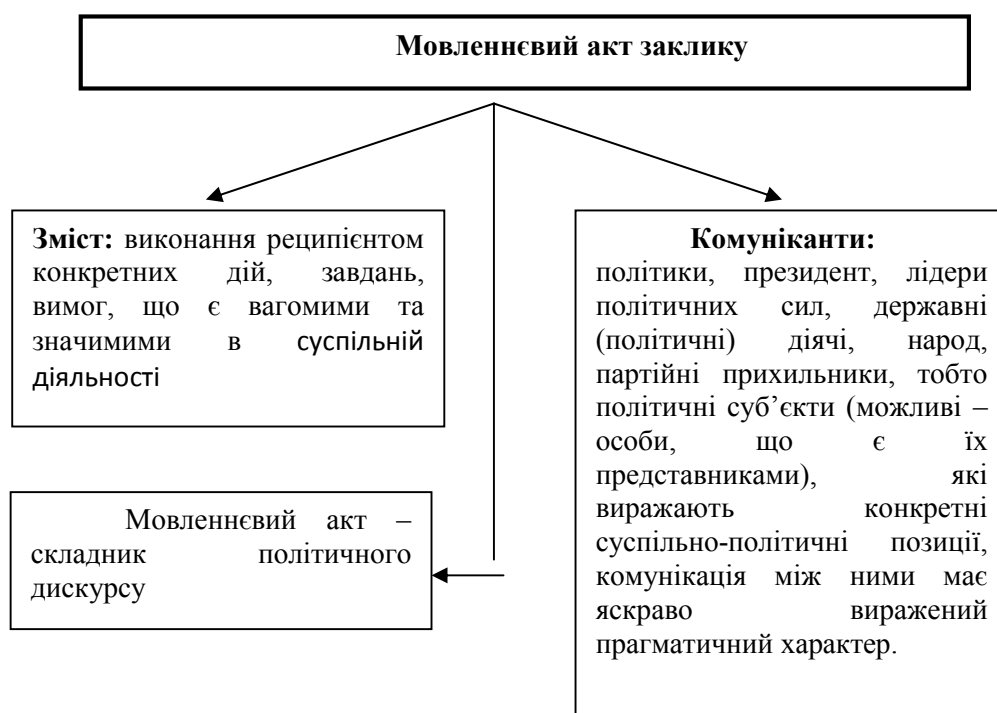 Мовленнєвий акт заклику
Зміст: виконання реципієнтом
конкретних дій, завдань,
вимог, що є вагомими та
значимими в суспільній
діяльності
Мовленнєвий акт –
складник політичного
дискурсу
Комуніканти:
політики, президент, лідери
політичних сил, державні
(політичні) діячі, народ,
партійні прихильники, тобто
політичні суб’єкти (можливі –
особи, що є їх
представниками), які
виражають конкретні
суспільно-політичні позиції,
комунікація між ними має
яскраво виражений
прагматичний характер.